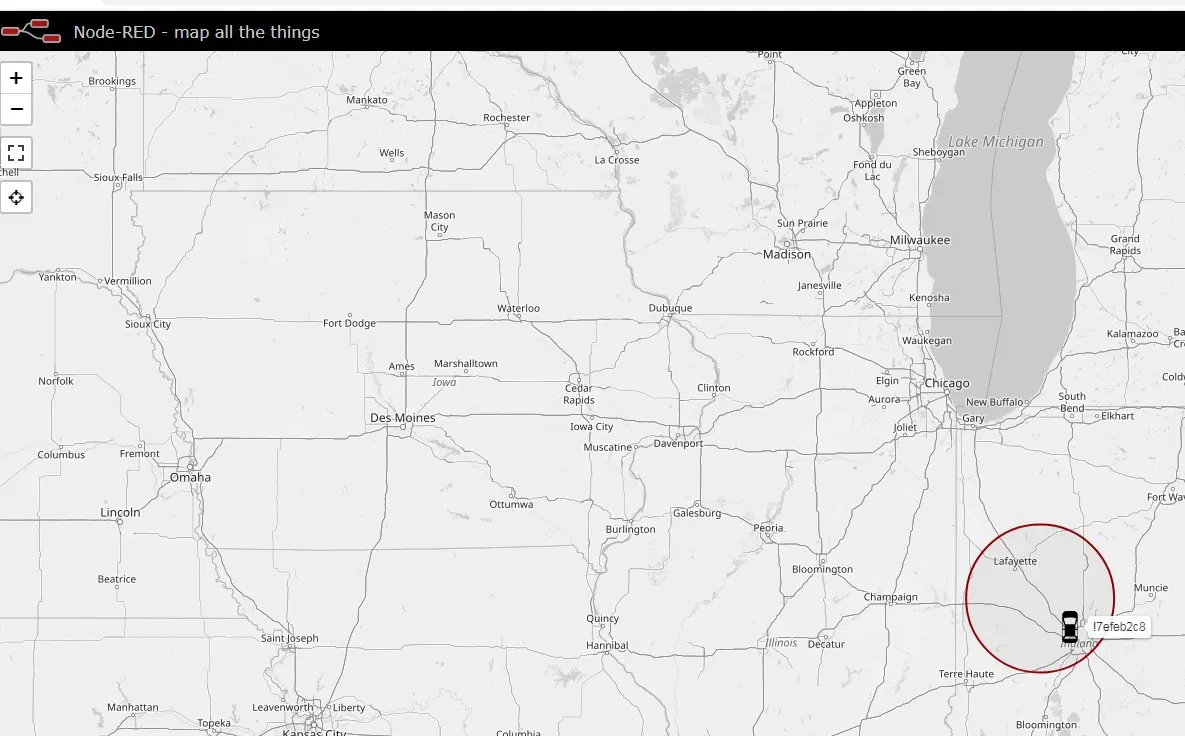 Node-RED - map all the things
+
−
Point
Green
Bay
Brookings
Mankato
Appleton
Oshkosh
Rochester
Lake Michigan
Wells
La Crosse
Sheboygan
Fond du
Lac
Sioux Falls
Mason
City
Sun Prairie
Milwaukee
Grand
Rapids
Madison
Yankton
Vermillion
Janesville
Kenosha
Waterloo
Dubuque
Sioux City
Fort Dodge
Waukegan
Kalamazoo
Rockford
Ames
Marshalltown
Iowa
Norfolk
Cedar
Rapids
Clinton
Elgin
Chicago
Aurora
New Buffalo
South
Bend
Elkhart
Des Moines
Iowa City
Gary
Joliet
Muscatine
Davenport
Columbus
Fremont
Omaha
Lincoln
Ottumwa
Galesburg
Burlington
Peoria
Fort Way
Lafayette
Bloomington
Beatrice
Champaign
Muncie
Quincy
!7efeb2c8
Saint Joseph
Hannibal
Illinois
Decatur
Indiana
Terre Haute
Manhattan
Leavenworth
Liberty
Topeka
Kansas City
Columbia
Bloomington